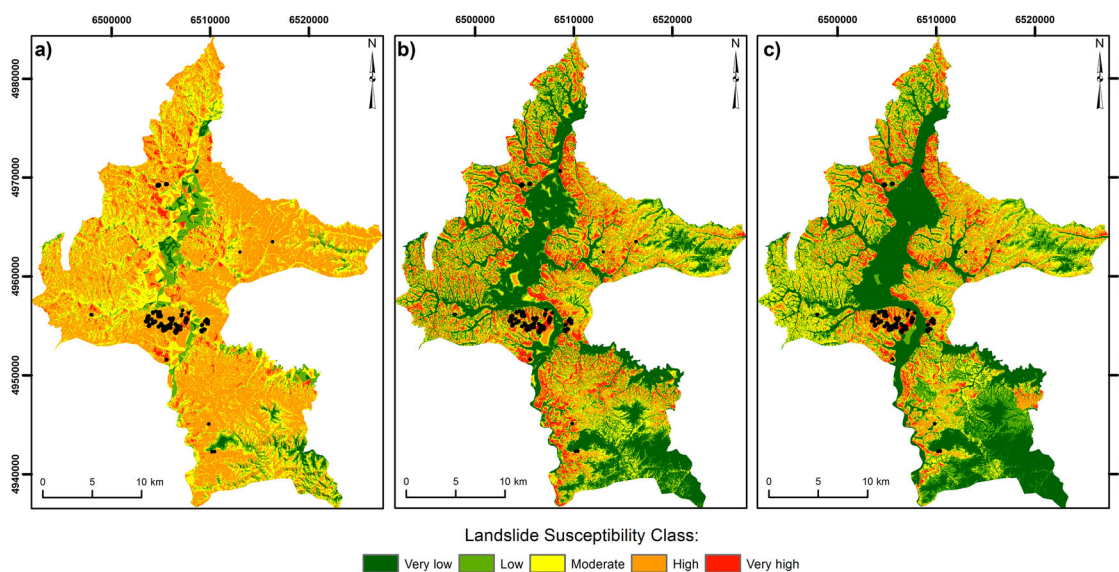 6500000 6510000 6520000 6500000 6510000 6520000 6500000 6510000 6520000
a) N b) N c) N
4980000
4970000
4960000
4950000
4940000
0 5 10 km 0 5 10 km 0 5 10 km
Landslide Susceptibility Class:
Very low Low Moderate High Very high